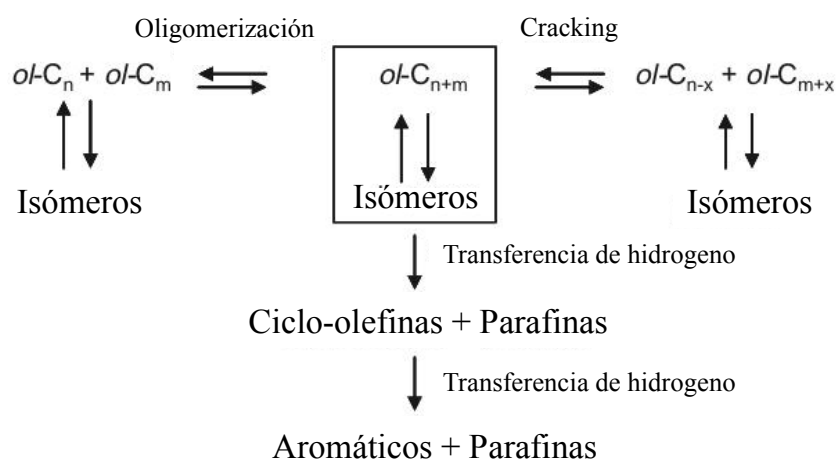 Oligomerización
Cracking
ol-Cn + ol-Cm
ol-Cn+m
ol-Cn-x + ol-Cm+x
Isómeros
Isómeros
Isómeros
Transferencia de hidrogeno
Ciclo-olefinas + Parafinas
Transferencia de hidrogeno
Aromáticos + Parafinas